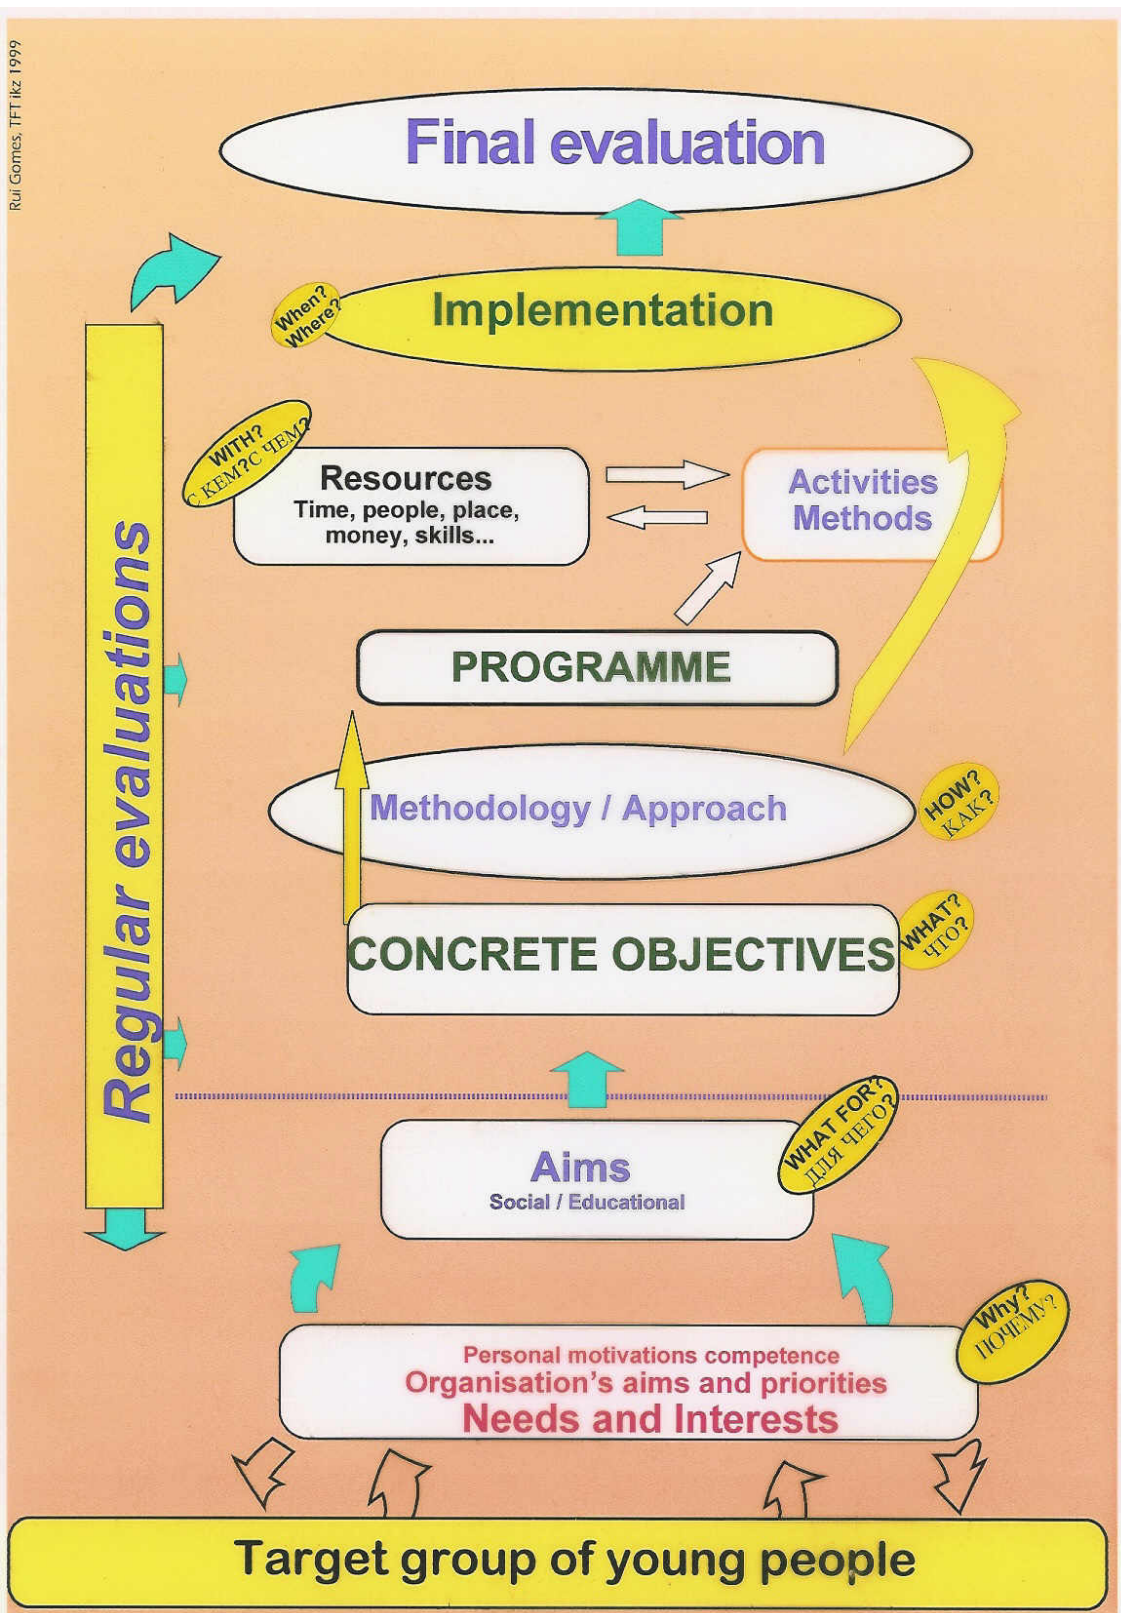 Rui Gomes, TFT ikz 1999
Final evaluation
When?
Where?
Implementation
WITH?
С КЕМ?С ЧЕМ?
Resources
Time, people, place,
money, skills...
Activities
Methods
PROGRAMME
Methodology / Approach
HOW?
КАК?
CONCRETE OBJECTIVES
WHAT?
ЧТО?
Regular evaluations
WHAT FOR?
ДЛЯ ЧЕГО?
Aims
Social / Educational
Why?
ПОЧЕМУ?
Personal motivations competence
Organisation's aims and priorities
Needs and Interests
Target group of young people